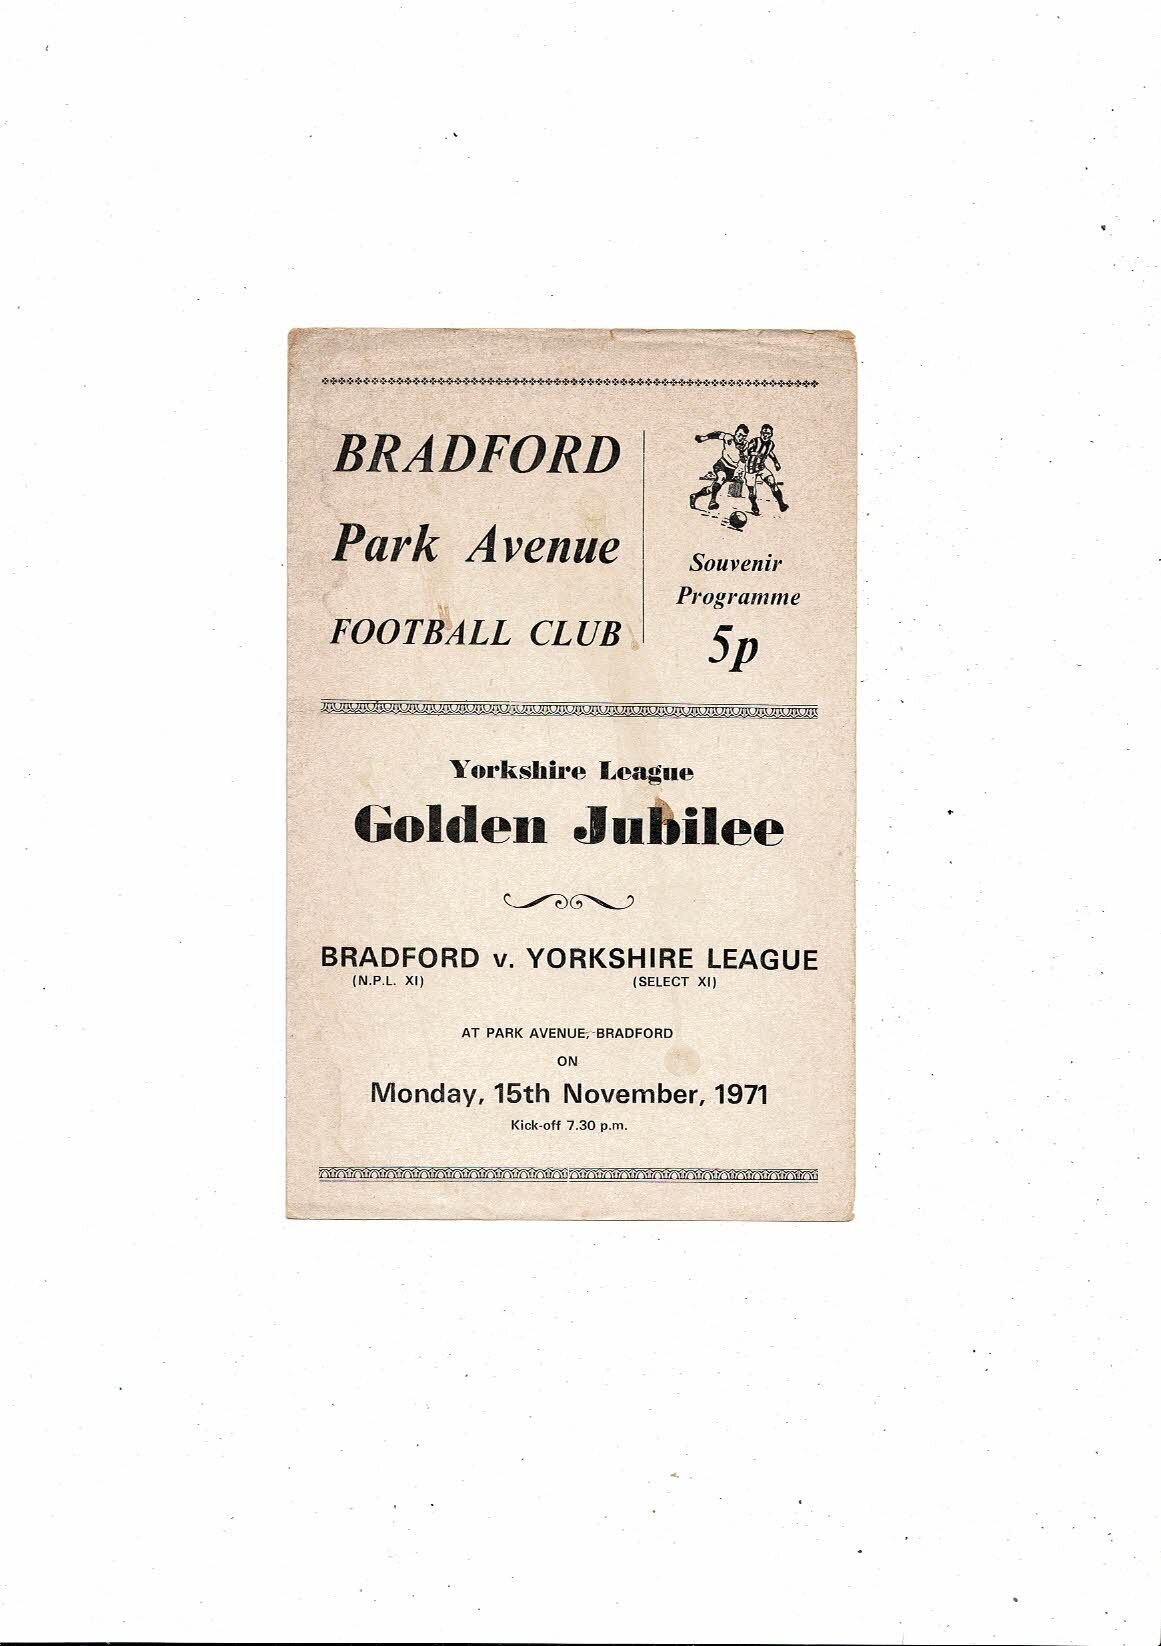 BRADFORD
Park Avenue
FOOTBALL CLUB
Souvenir
Programme
5p
Yorkshire League
Golden Jubilee
BRADFORD v. YORKSHIRE LEAGUE
(N.P.L. XI) (SELECT XI)
AT PARK AVENUE, BRADFORD
ON
Monday, 15th November, 1971
Kick-off 7.30 p.m.